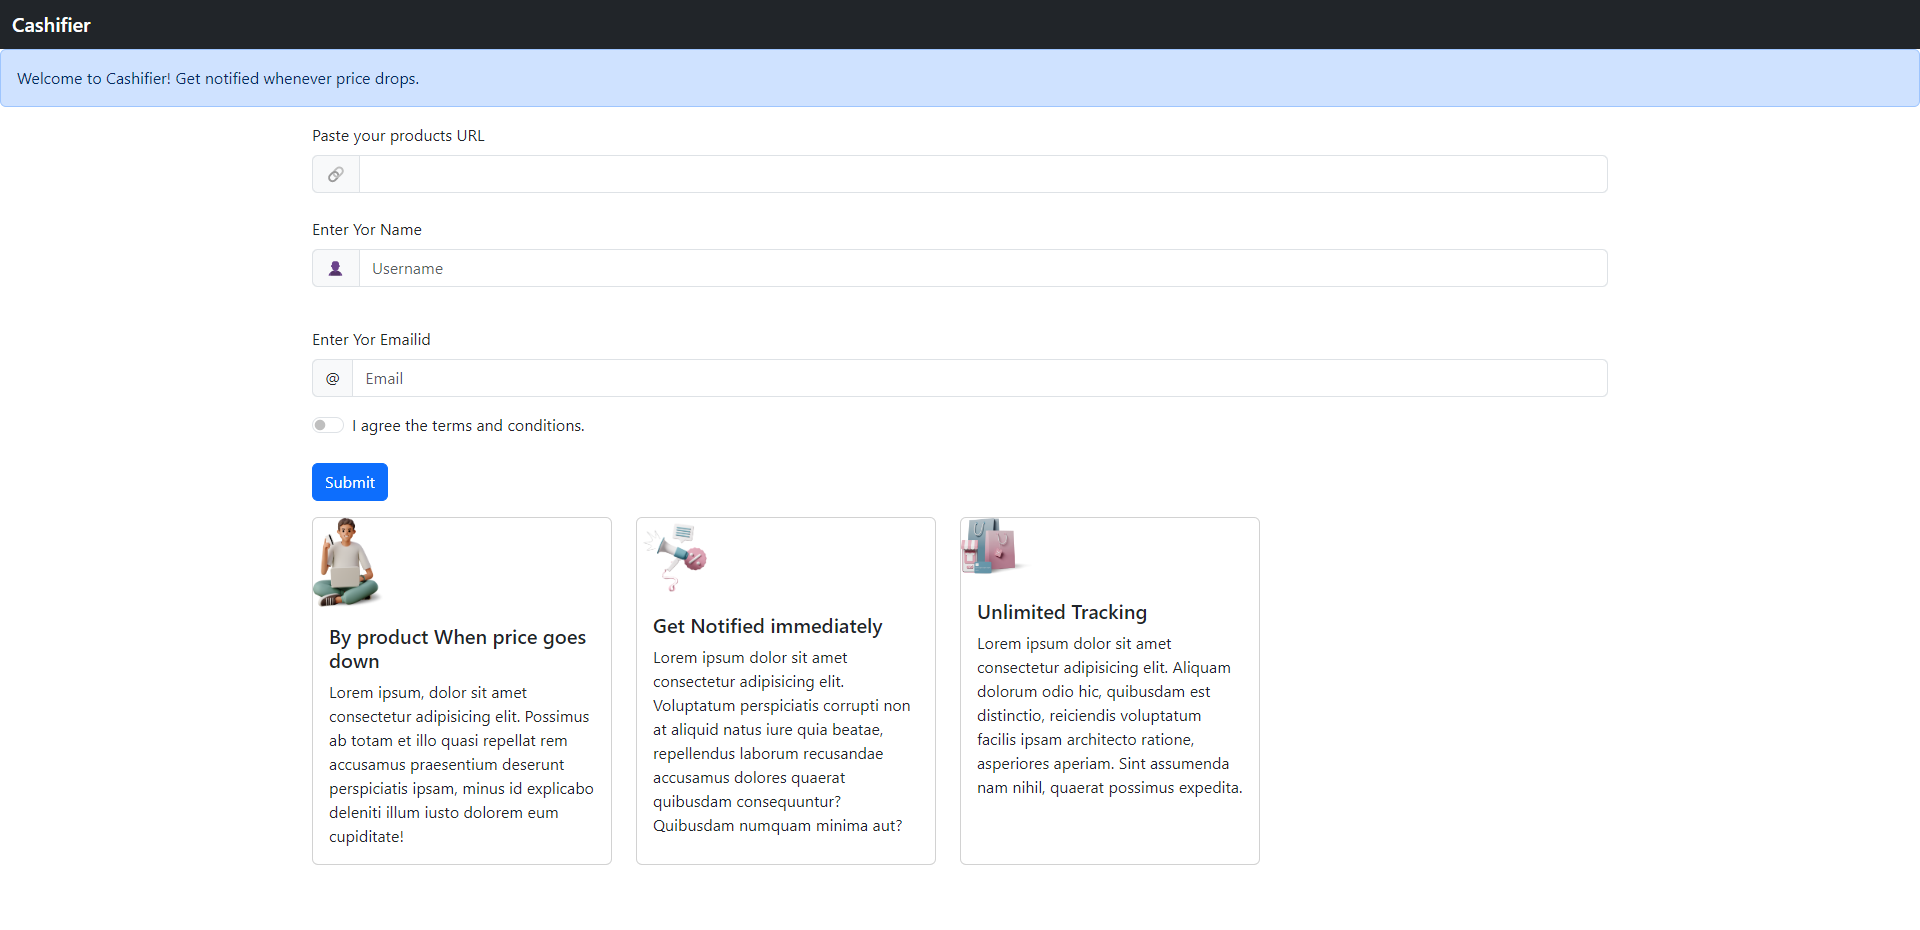 Cashifier
Welcome to Cashifier! Get notified whenever price drops.
Paste your products URL
Enter Yor Name
Username
Enter Yor Emailid
@ Email
I agree the terms and conditions.
Submit
By product When price goes
down
Lorem ipsum, dolor sit amet
consectetur adipisicing elit. Possimus
ab totam et illo quasi repellat rem
accusamus praesentium deserunt
perspiciatis ipsam, minus id explicabo
deleniti illum iusto dolorem eum
cupiditate!
Get Notified immediately
Lorem ipsum dolor sit amet
consectetur adipisicing elit.
Voluptatum perspiciatis corrupti non
at aliquid natus iure quia beatae,
repellendus laborum recusandae
accusamus dolores quaerat
quibusdam consequuntur?
Quibusdam numquam minima aut?
Unlimited Tracking
Lorem ipsum dolor sit amet
consectetur adipisicing elit. Aliquam
dolorum odio hic, quibusdam est
distinctio, reiciendis voluptatum
facilis ipsam architecto ratione,
asperiores aperiam. Sint assumenda
nam nihil, quaerat possimus expedita.